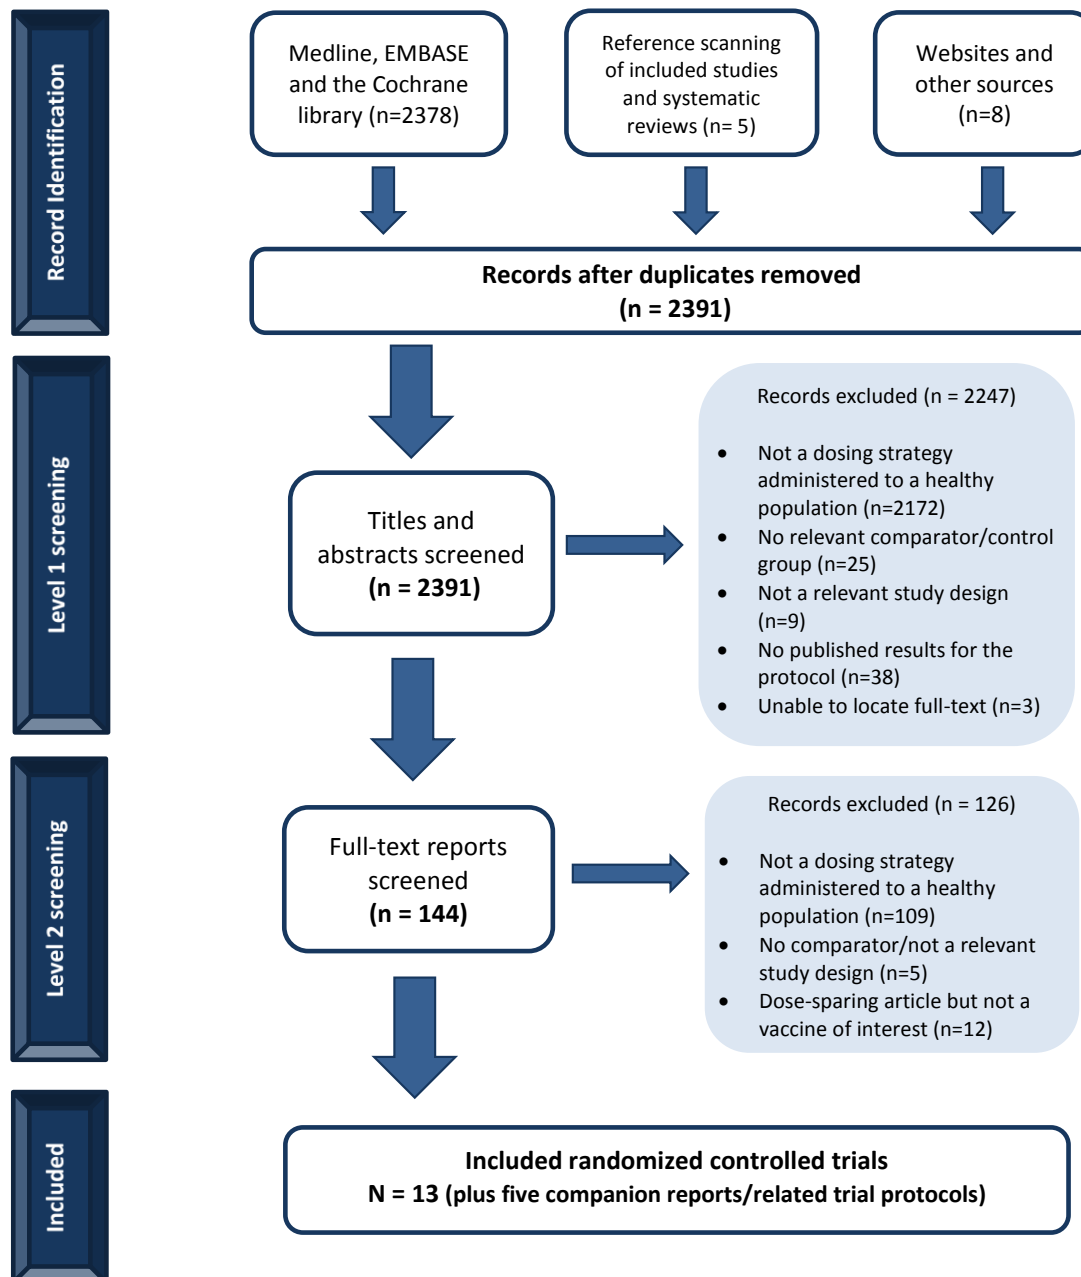 Record Identification
Medline, EMBASE
and the Cochrane
library (n=2378)
Reference scanning
of included studies
and systematic
reviews (n= 5)
Websites and
other sources
(n=8)
Records after duplicates removed
(n = 2391)
Level 1 screening
Titles and
abstracts screened
(n = 2391)
Records excluded (n = 2247)
• Not a dosing strategy
administered to a healthy
population (n=2172)
• No relevant comparator/control
group (n=25)
• Not a relevant study design
(n=9)
• No published results for the
protocol (n=38)
• Unable to locate full-text (n=3)
Level 2 screening
Full-text reports
screened
(n = 144)
Records excluded (n = 126)
• Not a dosing strategy
administered to a healthy
population (n=109)
• No comparator/not a relevant
study design (n=5)
• Dose-sparing article but not a
vaccine of interest (n=12)
Included
Included randomized controlled trials
N = 13 (plus five companion reports/related trial protocols)